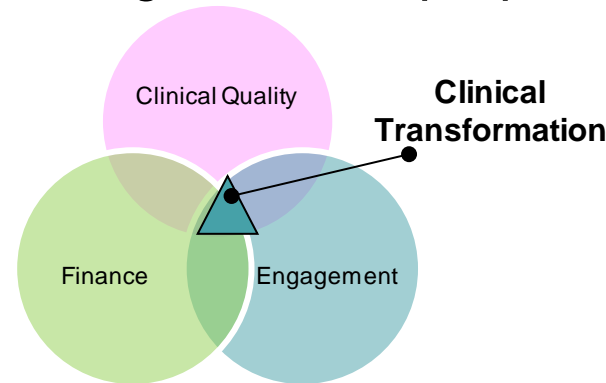 Clinical Quality
Clinical
Transformation
Finance
Engagement